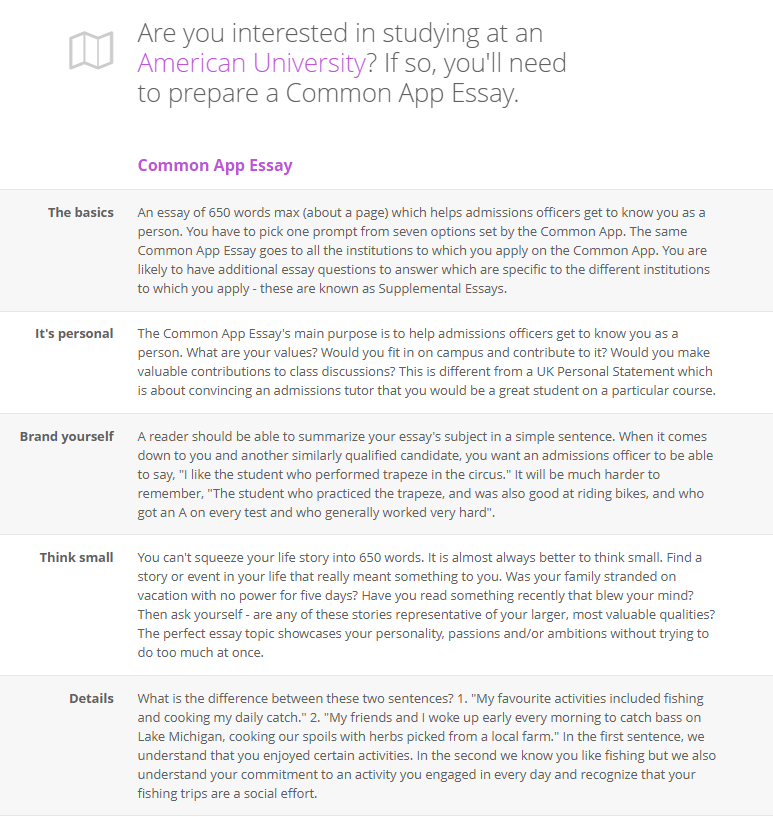 Are you interested in studying at an
American University? If so, you'll need
to prepare a Common App Essay.
Common App Essay
The basics
An essay of 650 words max (about a page) which helps admissions officers get to know you as a
person. You have to pick one prompt from seven options set by the Common App. The same
Common App Essay goes to all the institutions to which you apply on the Common App. You are
likely to have additional essay questions to answer which are specific to the different institutions
to which you apply - these are known as Supplemental Essays.
It's personal
The Common App Essay's main purpose is to help admissions officers get to know you as a
person. What are your values? Would you fit in on campus and contribute to it? Would you make
valuable contributions to class discussions? This is different from a UK Personal Statement which
is about convincing an admissions tutor that you would be a great student on a particular course.
Brand yourself
A reader should be able to summarize your essay's subject in a simple sentence. When it comes
down to you and another similarly qualified candidate, you want an admissions officer to be able
to say, "I like the student who performed trapeze in the circus." It will be much harder to
remember, "The student who practiced the trapeze, and was also good at riding bikes, and who
got an A on every test and who generally worked very hard".
Think small
You can't squeeze your life story into 650 words. It is almost always better to think small. Find a
story or event in your life that really meant something to you. Was your family stranded on
vacation with no power for five days? Have you read something recently that blew your mind?
Then ask yourself - are any of these stories representative of your larger, most valuable qualities?
The perfect essay topic showcases your personality, passions and/or ambitions without trying to
do too much at once.
Details
What is the difference between these two sentences? 1. "My favourite activities included fishing
and cooking my daily catch." 2. "My friends and I woke up early every morning to catch bass on
Lake Michigan, cooking our spoils with herbs picked from a local farm." In the first sentence, we
understand that you enjoyed certain activities. In the second we know you like fishing but we also
understand your commitment to an activity you engaged in every day and recognize that your
fishing trips are a social effort.